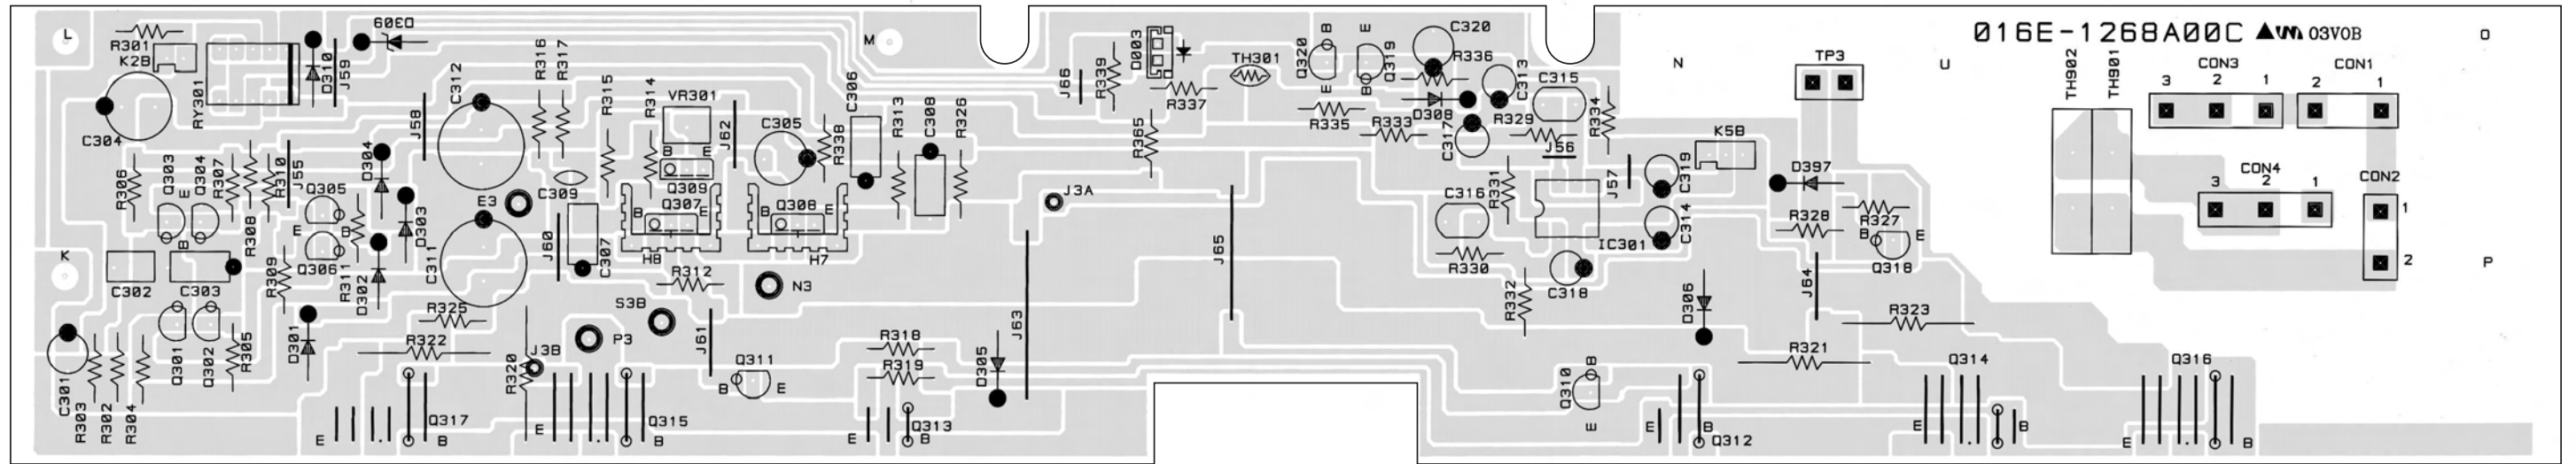 L
R301
K2B
RY301
D310
J59
D309
R316
R317
M
C306
J66
R339
D003
R337
TH301
B
Q320
E
E
Q319
B
C320
R336
C313
C315
N
TP3
U
016E-1268A00C
03V0B
TH902
TH901
CON3
3
2
1
CON1
2
1
O
C304
C312
J58
R315
R314
VR301
J62
C305
R338
R313
C308
R326
R365
R335
R333
D308
C317
R329
J56
R334
K5B
R306
Q303
E
Q304
R307
B
R308
R310
J55
Q305
E
B
Q306
D304
D303
E3
C309
B
E
Q309
B
Q307
E
B
Q308
E
J3A
J65
C316
R331
J57
C319
C314
IC301
D397
R328
R327
B
E
Q318
CON4
3
2
1
CON2
1
2
K
C302
C303
R309
R311
D302
C311
J60
C307
H8
H7
R312
N3
R330
R332
C318
D306
J64
P
C301
R303
R302
R304
Q301
Q302
R305
D301
R325
R322
R320
J3B
S3B
P3
J61
Q311
B
E
R318
R319
D305
J63
Q310
B
E
R323
R321
Q314
Q316
E
Q317
B
E
Q315
B
E
Q313
B
E
B
Q312
E
B
E
B